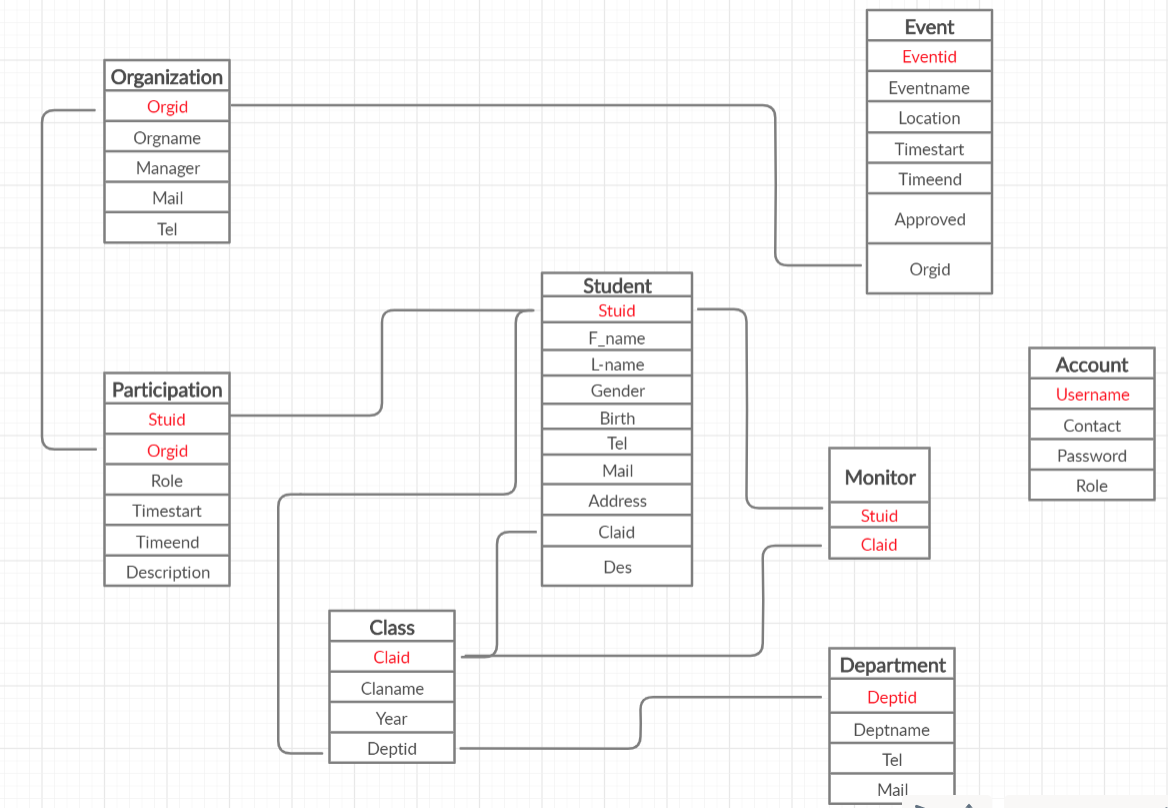 Organization
Orgid
Orgname
Manager
Mail
Tel
Event
Eventid
Eventname
Location
Timestart
Timeend
Approved
Orgid
Student
Stuid
F_name
L-name
Gender
Birth
Tel
Mail
Address
Claid
Des
Participation
Stuid
Orgid
Role
Timestart
Timeend
Description
Account
Username
Contact
Password
Role
Monitor
Stuid
Claid
Class
Claid
Claname
Year
Deptid
Department
Deptid
Deptname
Tel
Mail